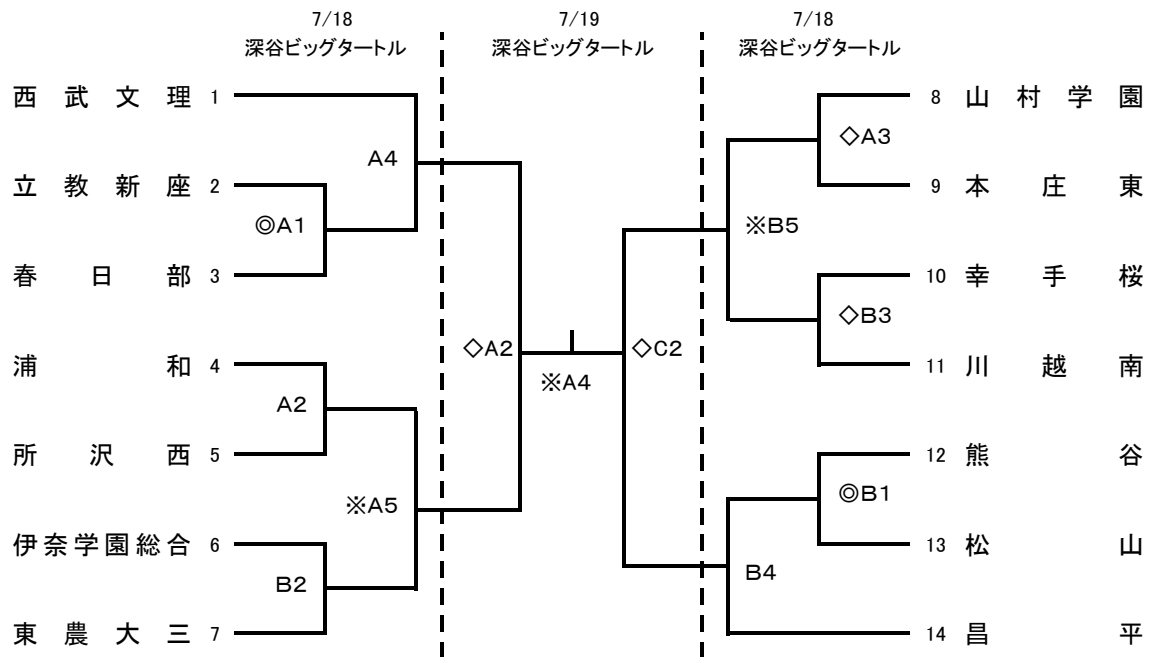 7/18
深谷ビッグタートル
7/19
深谷ビッグタートル
7/18
深谷ビッグタートル
西武文理 1
立教新座 2
春日部 3
浦和 4
所沢西 5
伊奈学園総合 6
東農大三 7
A4
◎A1
A2
※A5
B2
◇A2
※A4
◇C2
8 山村学園
9 本庄東
10 幸手桜
11 川越南
12 熊谷
13 松山
14 昌平
◇A3
※B5
◇B3
◎B1
B4